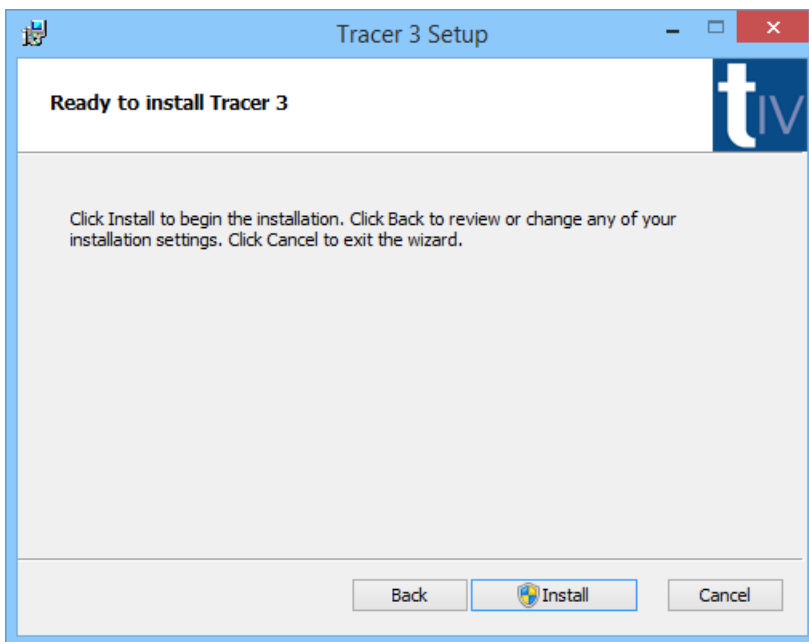 Tracer 3 Setup
Ready to install Tracer 3
tIV
Click Install to begin the installation. Click Back to review or change any of your
installation settings. Click Cancel to exit the wizard.
Back
Install
Cancel